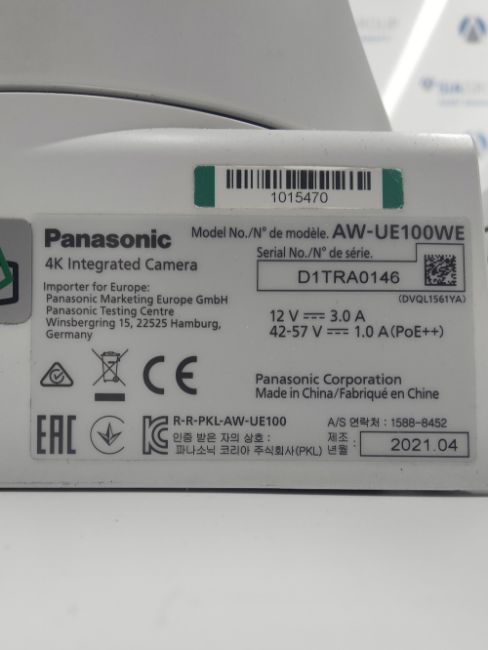 1015470
Panasonic
Model No./N° de modèle. AW-UE100WE
4K Integrated Camera
Serial No./N° de série.
D1TRA0146
(DVQL1561YA)
Importer for Europe:
Panasonic Marketing Europe GmbH
Panasonic Testing Centre
Winsbergring 15, 22525 Hamburg,
Germany
12 V ⎓ 3.0 A
42-57 V ⎓ 1.0 A (PoE++)
CE
Panasonic Corporation
Made in China/Fabriqué en Chine
EAC
R-R-PKL-AW-UE100
인증 받은 자의 상호 :
파나소닉 코리아 주식회사(PKL)
A/S 연락처 : 1588-8452
제조
년월 :
2021.04